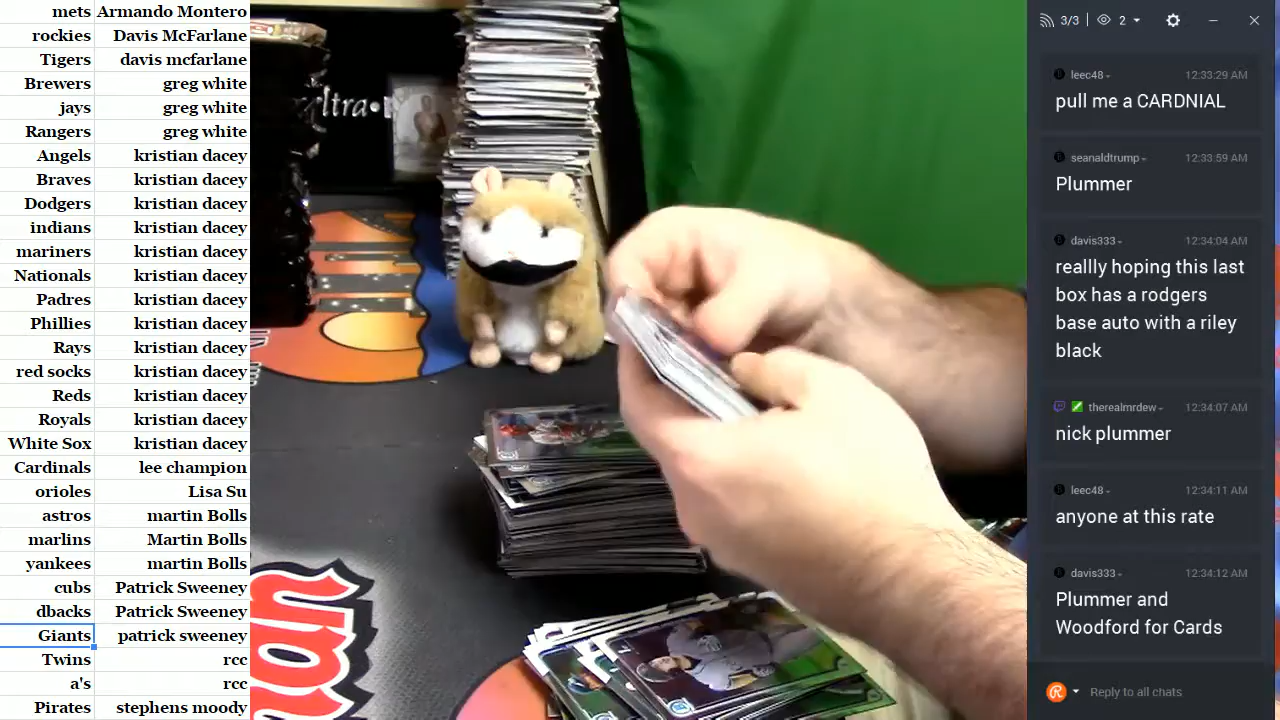 mets Armando Montero
rockies Davis McFarlane
Tigers davis mcfarlane
Brewers greg white
jays greg white
Rangers greg white
Angels kristian dacey
Braves kristian dacey
Dodgers kristian dacey
indians kristian dacey
mariners kristian dacey
Nationals kristian dacey
Padres kristian dacey
Phillies kristian dacey
Rays kristian dacey
red socks kristian dacey
Reds kristian dacey
Royals kristian dacey
White Sox kristian dacey
Cardinals lee champion
orioles Lisa Su
astros martin Bolls
marlins Martin Bolls
yankees martin Bolls
cubs Patrick Sweeney
dbacks Patrick Sweeney
Giants patrick sweeney
Twins rcc
a's rcc
Pirates stephens moody
3/3 2
leec48 12:33:29 AM
pull me a CARDNIAL
seanaldtrump 12:33:59 AM
Plummer
davis333 12:34:04 AM
reallly hoping this last
box has a rodgers
base auto with a riley
black
therealmrdew 12:34:07 AM
nick plummer
leec48 12:34:11 AM
anyone at this rate
davis333 12:34:12 AM
Plummer and
Woodford for Cards
Reply to all chats